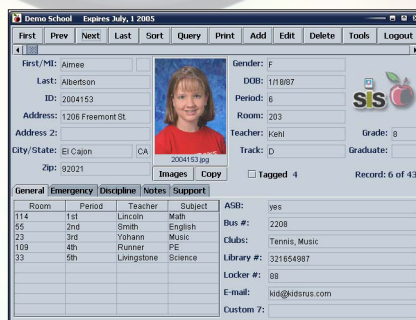 Demo School Expires July, 1 2005
First Prev Next Last Sort Query Print Add Edit Delete Tools Logout
First/MI: Aimee Gender: F
Last: Albertson DOB: 1/18/87
ID: 2004153 Period: 6 SIS
Address: 1206 Freemont St. Room: 203
Address 2: Teacher: Kehl Grade: 8
City/State: El Cajon CA Track: D Graduate:
2004153.jpg
Zip: 92021 Images Copy Tagged 4 Record: 6 of 43
General Emergency Discipline Notes Support
Room Period Teacher Subject ASB: yes
114 1st Lincoln Math
55 2nd Smith English Bus #: 2208
23 3rd Yohann Music
109 4th Runner PE Clubs: Tennis, Music
33 5th Livingstone Science Library #: 321654987
Locker #: 88
E-mail: kid@kidsrus.com
Custom 7: